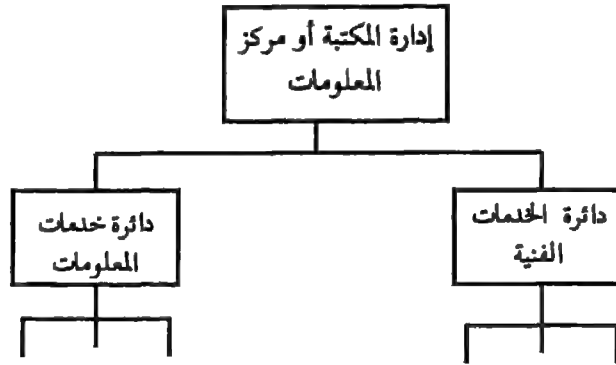 إدارة المكتبة أو مركز
المعلومات
دائرة الخدمات
الفنية
دائرة خدمات
المعلومات